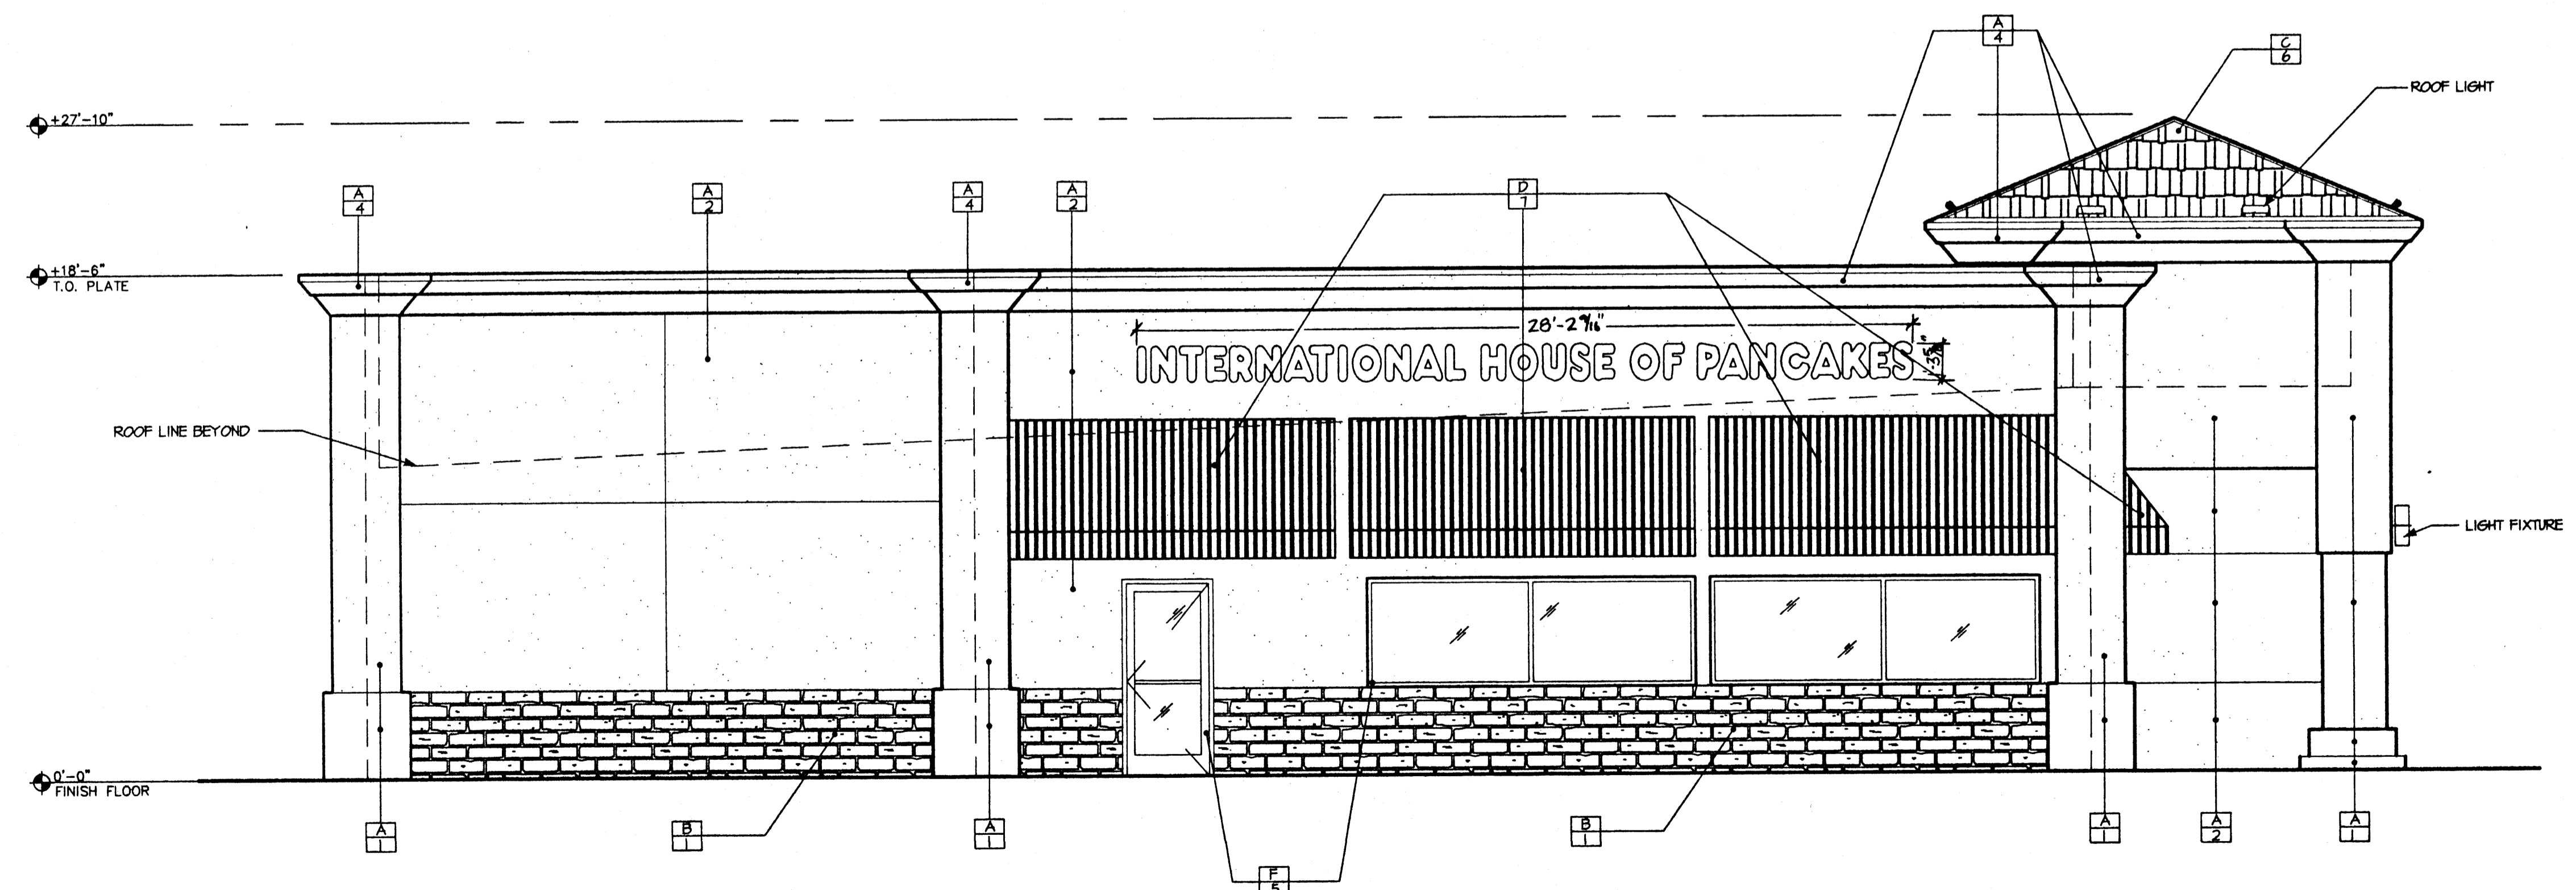 A
4
C
6
ROOF LIGHT
+27'-10"
A
4
A
2
A
4
A
2
D
7
+18'-6"
T.O. PLATE
28'-2 9/16"
INTERNATIONAL HOUSE OF PANCAKES
ROOF LINE BEYOND
LIGHT FIXTURE
0'-0"
FINISH FLOOR
A
1
B
1
A
1
B
1
A
1
A
2
A
1
F
5